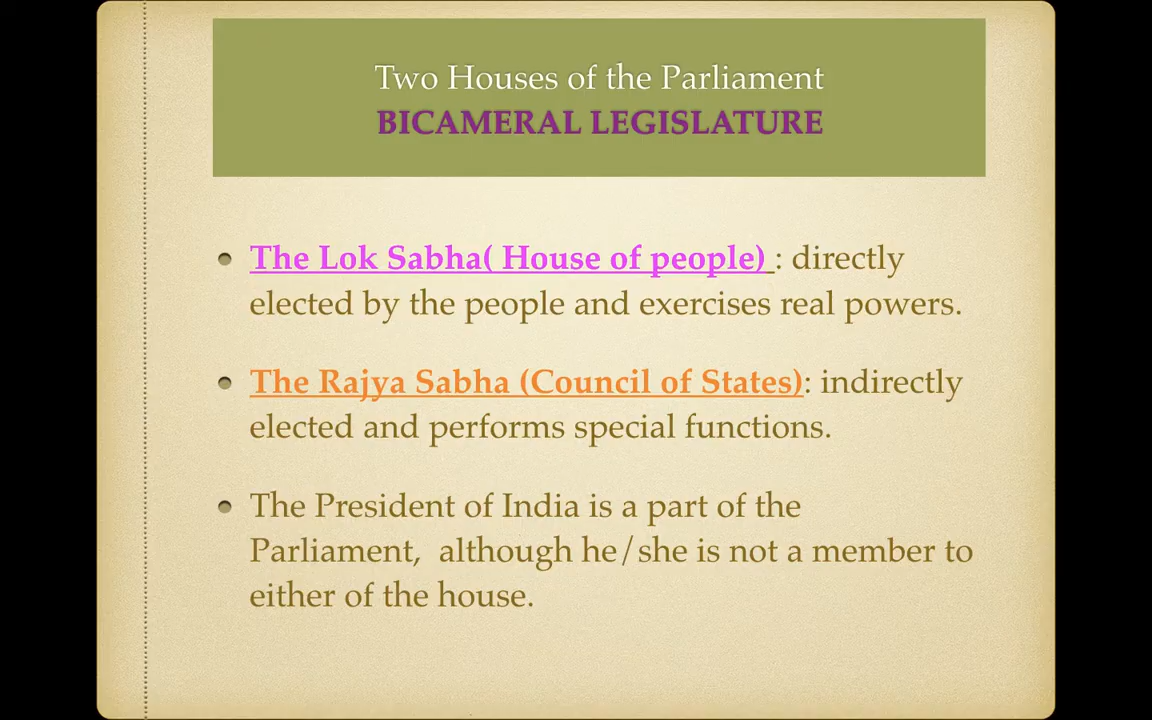 Two Houses of the Parliament
BICAMERAL LEGISLATURE
• The Lok Sabha( House of people) : directly
elected by the people and exercises real powers.
• The Rajya Sabha (Council of States): indirectly
elected and performs special functions.
• The President of India is a part of the
Parliament,  although he/she is not a member to
either of the house.